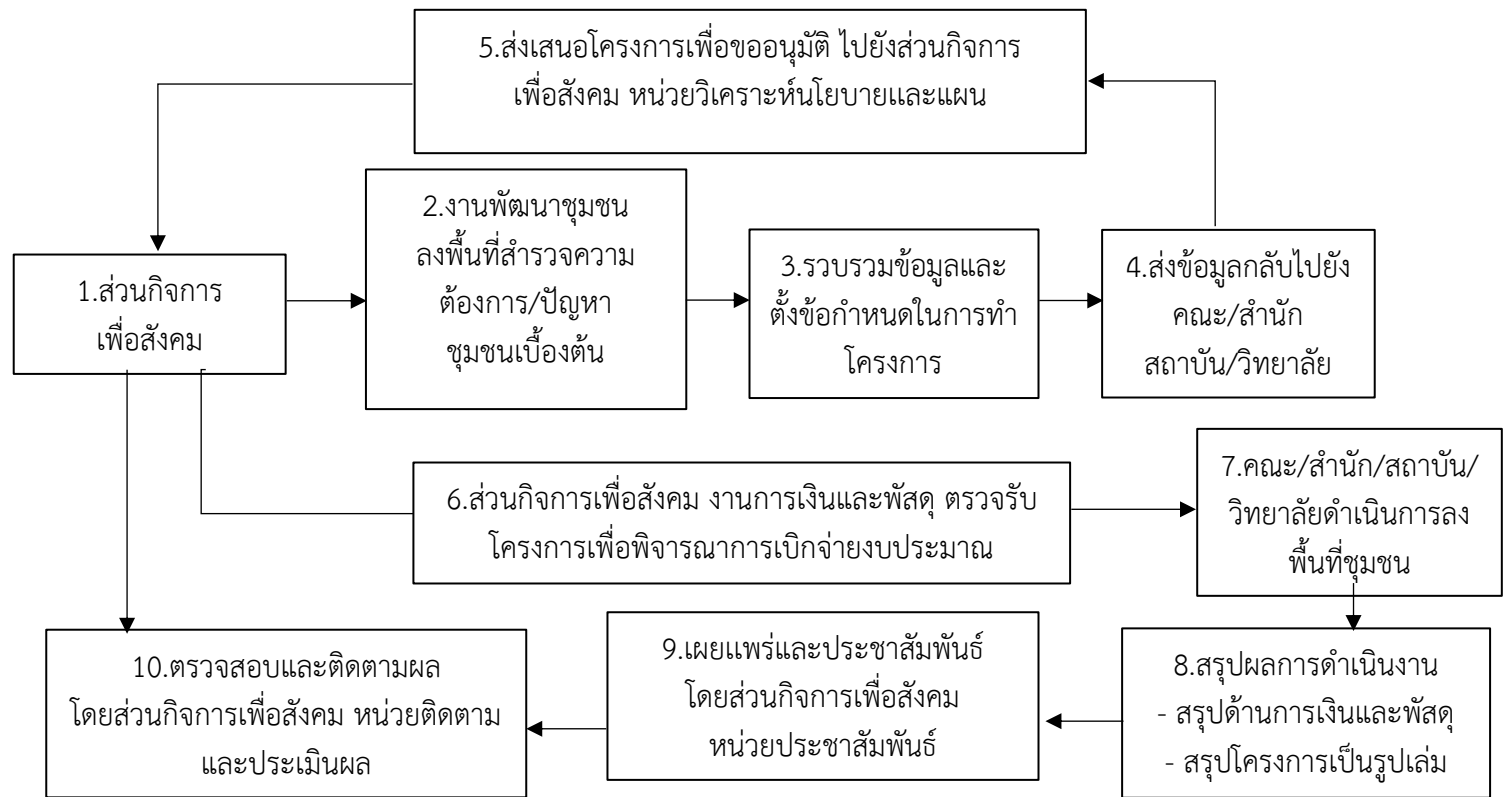 5.ส่งเสนอโครงการเพื่อขออนุมัติ ไปยังส่วนกิจการ
เพื่อสังคม หน่วยวิเคราะห์นโยบายและแผน
1.ส่วนกิจการ
เพื่อสังคม
2.งานพัฒนาชุมชน
ลงพื้นที่สำรวจความ
ต้องการ/ปัญหา
ชุมชนเบื้องต้น
3.รวบรวมข้อมูลและ
ตั้งข้อกำหนดในการทำ
โครงการ
4.ส่งข้อมูลกลับไปยัง
คณะ/สำนัก
สถาบัน/วิทยาลัย
6.ส่วนกิจการเพื่อสังคม งานการเงินและพัสดุ ตรวจรับ
โครงการเพื่อพิจารณาการเบิกจ่ายงบประมาณ
7.คณะ/สำนัก/สถาบัน/
วิทยาลัยดำเนินการลง
พื้นที่ชุมชน
8.สรุปผลการดำเนินงาน
- สรุปด้านการเงินและพัสดุ
- สรุปโครงการเป็นรูปเล่ม
9.เผยแพร่และประชาสัมพันธ์
โดยส่วนกิจการเพื่อสังคม
หน่วยประชาสัมพันธ์
10.ตรวจสอบและติดตามผล
โดยส่วนกิจการเพื่อสังคม หน่วยติดตาม
และประเมินผล